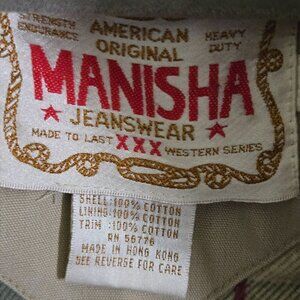 STRENGTH AMERICAN HEAVY
ENDURANCE ORIGINAL DUTY
MANISHA
JEANSWEAR
MADE TO LAST XXX WESTERN SERIES
SHELL:100% COTTON
LINING:100% COTTON
TRIM :100% COTTON
RN 56776
MADE IN HONG KONG
SEE REVERSE FOR CARE